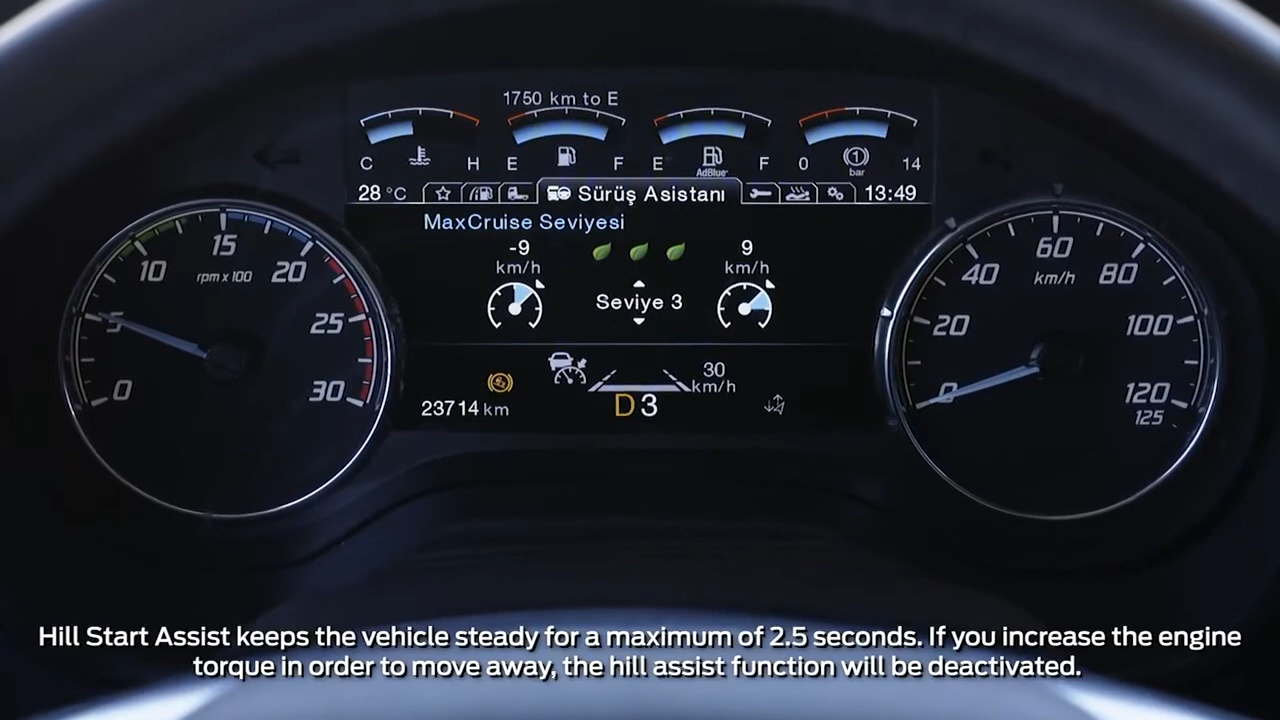 1750 km to E
C H E F E AdBlue® F 0 bar 14
28 °C Sürüş Asistanı 13:49
MaxCruise Seviyesi
-9 km/h
9 km/h
Seviye 3
30 km/h
23714 km
D 3
0 5 10 15 20 25 30
rpm x 100
0 20 40 60 80 100 120 125
km/h
Hill Start Assist keeps the vehicle steady for a maximum of 2.5 seconds. If you increase the engine
torque in order to move away, the hill assist function will be deactivated.